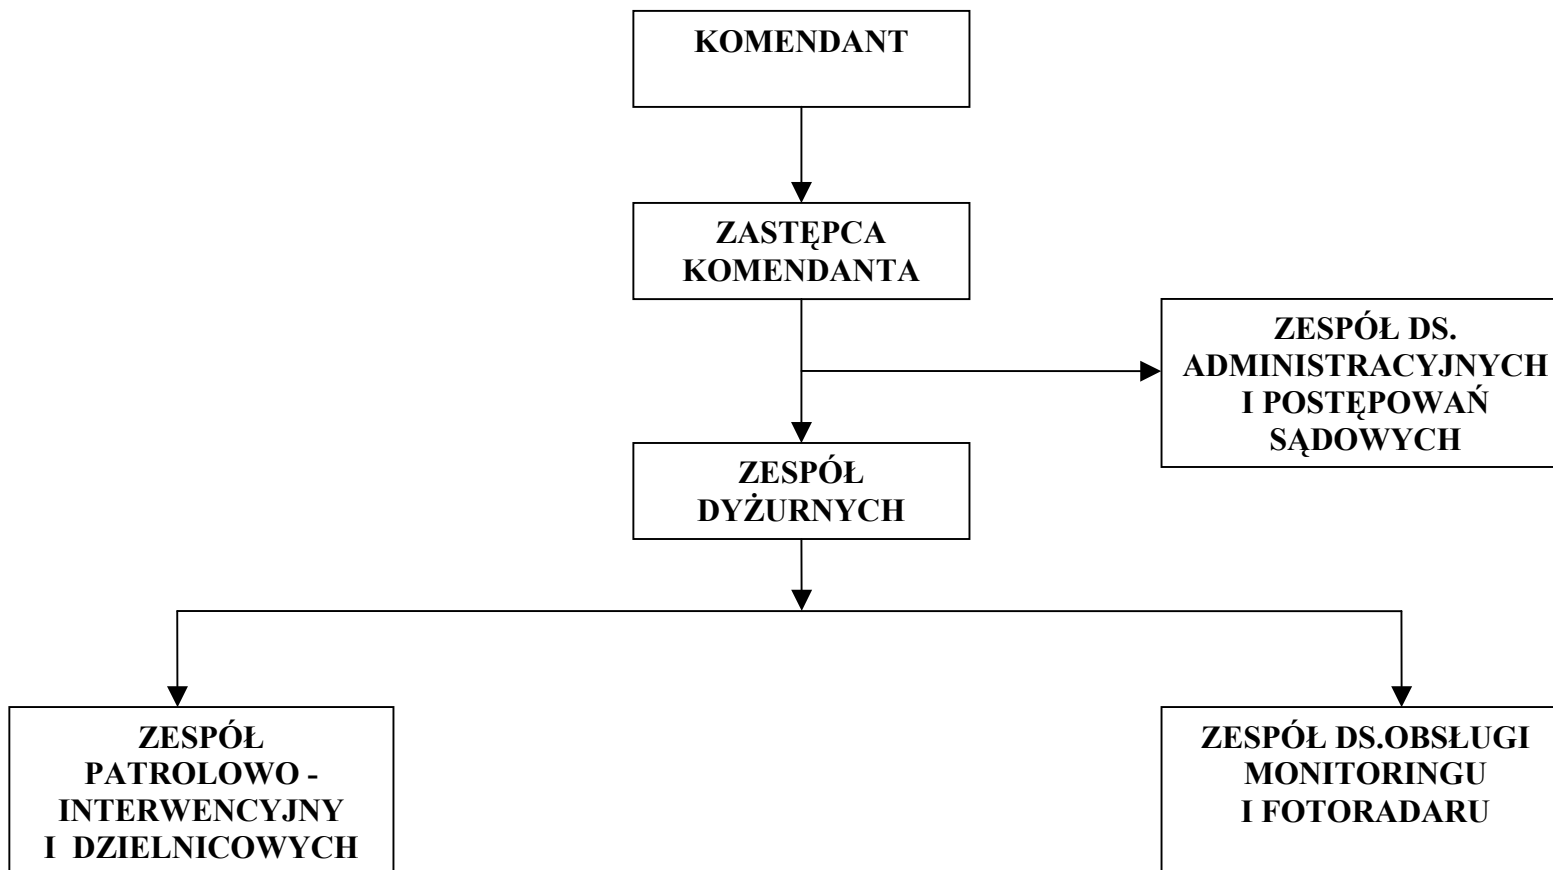 KOMENDANT
ZASTĘPCA
KOMENDANTA
ZESPÓŁ DS.
ADMINISTRACYJNYCH
I POSTĘPOWAŃ
SĄDOWYCH
ZESPÓŁ
DYŻURNYCH
ZESPÓŁ
PATROLOWO -
INTERWENCYJNY
I DZIELNICOWYCH
ZESPÓŁ DS.OBSŁUGI
MONITORINGU
I FOTORADARU